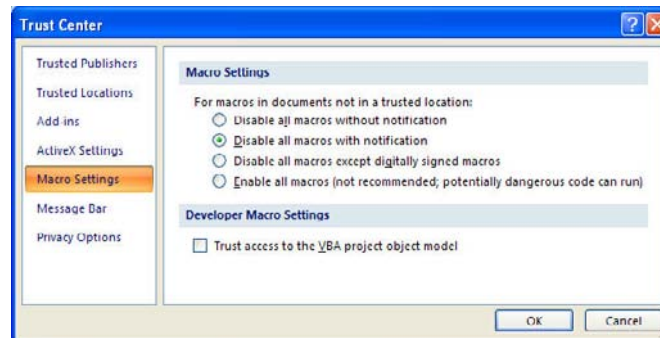 Trust Center
Trusted Publishers
Trusted Locations
Add-ins
ActiveX Settings
Macro Settings
Message Bar
Privacy Options
Macro Settings
For macros in documents not in a trusted location:
Disable all macros without notification
Disable all macros with notification
Disable all macros except digitally signed macros
Enable all macros (not recommended; potentially dangerous code can run)
Developer Macro Settings
Trust access to the VBA project object model
OK
Cancel